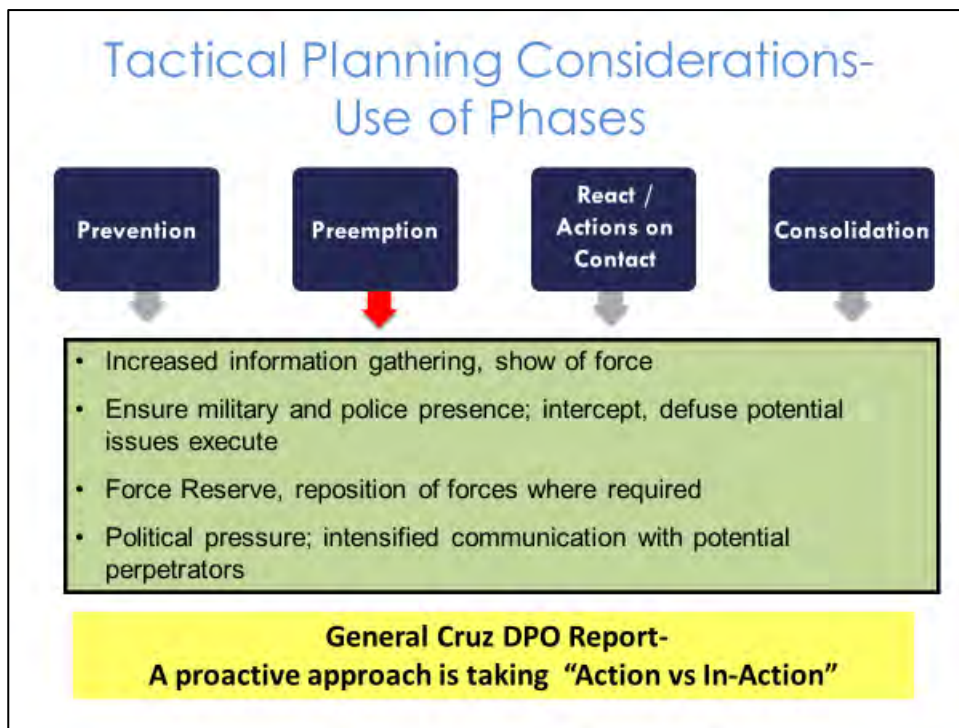 Tactical Planning Considerations-
Use of Phases
Prevention
Preemption
React /
Actions on
Contact
Consolidation
• Increased information gathering, show of force
• Ensure military and police presence; intercept, defuse potential
issues execute
• Force Reserve, reposition of forces where required
• Political pressure; intensified communication with potential
perpetrators
General Cruz DPO Report-
A proactive approach is taking “Action vs In-Action”